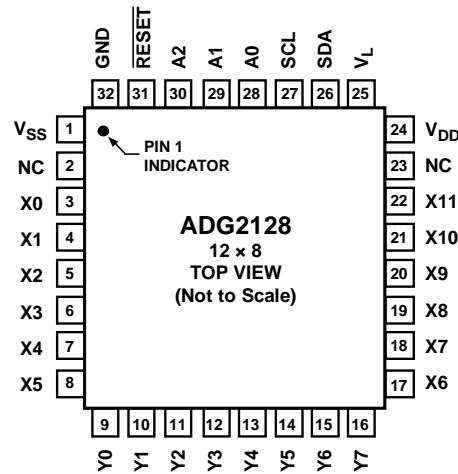 GND
RESET
A2
A1
A0
SCL
SDA
VL
32
31
30
29
28
27
26
25
VSS 1
NC 2
X0 3
X1 4
X2 5
X3 6
X4 7
X5 8
PIN 1
INDICATOR
ADG2128
12 × 8
TOP VIEW
(Not to Scale)
24 VDD
23 NC
22 X11
21 X10
20 X9
19 X8
18 X7
17 X6
9
10
11
12
13
14
15
16
Y0
Y1
Y2
Y3
Y4
Y5
Y6
Y7